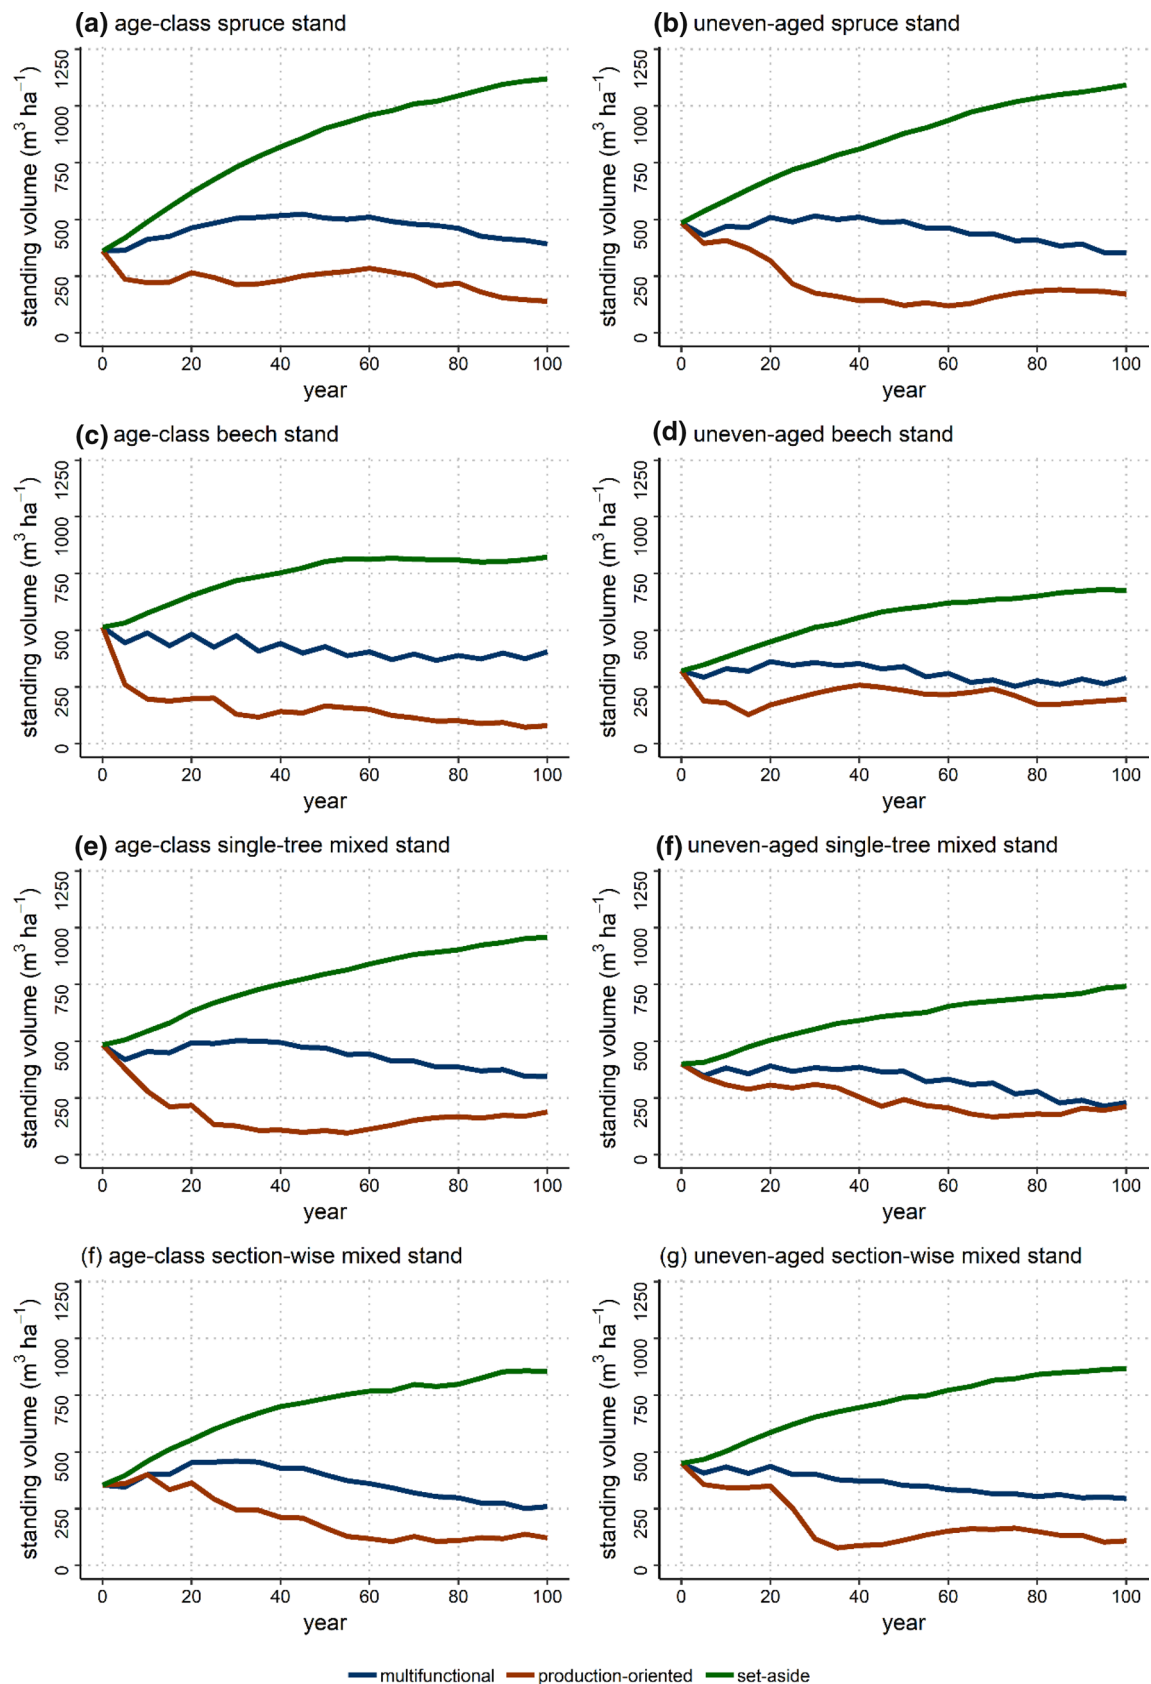 (a) age-class spruce stand
standing volume (m³ ha⁻¹)
1250
1000
750
500
250
0
0 20 40 60 80 100
year
(b) uneven-aged spruce stand
standing volume (m³ ha⁻¹)
1250
1000
750
500
250
0
0 20 40 60 80 100
year
(c) age-class beech stand
standing volume (m³ ha⁻¹)
1250
1000
750
500
250
0
0 20 40 60 80 100
year
(d) uneven-aged beech stand
standing volume (m³ ha⁻¹)
1250
1000
750
500
250
0
0 20 40 60 80 100
year
(e) age-class single-tree mixed stand
standing volume (m³ ha⁻¹)
1250
1000
750
500
250
0
0 20 40 60 80 100
year
(f) uneven-aged single-tree mixed stand
standing volume (m³ ha⁻¹)
1250
1000
750
500
250
0
0 20 40 60 80 100
year
(f) age-class section-wise mixed stand
standing volume (m³ ha⁻¹)
1250
1000
750
500
250
0
0 20 40 60 80 100
year
(g) uneven-aged section-wise mixed stand
standing volume (m³ ha⁻¹)
1250
1000
750
500
250
0
0 20 40 60 80 100
year
multifunctional production-oriented set-aside